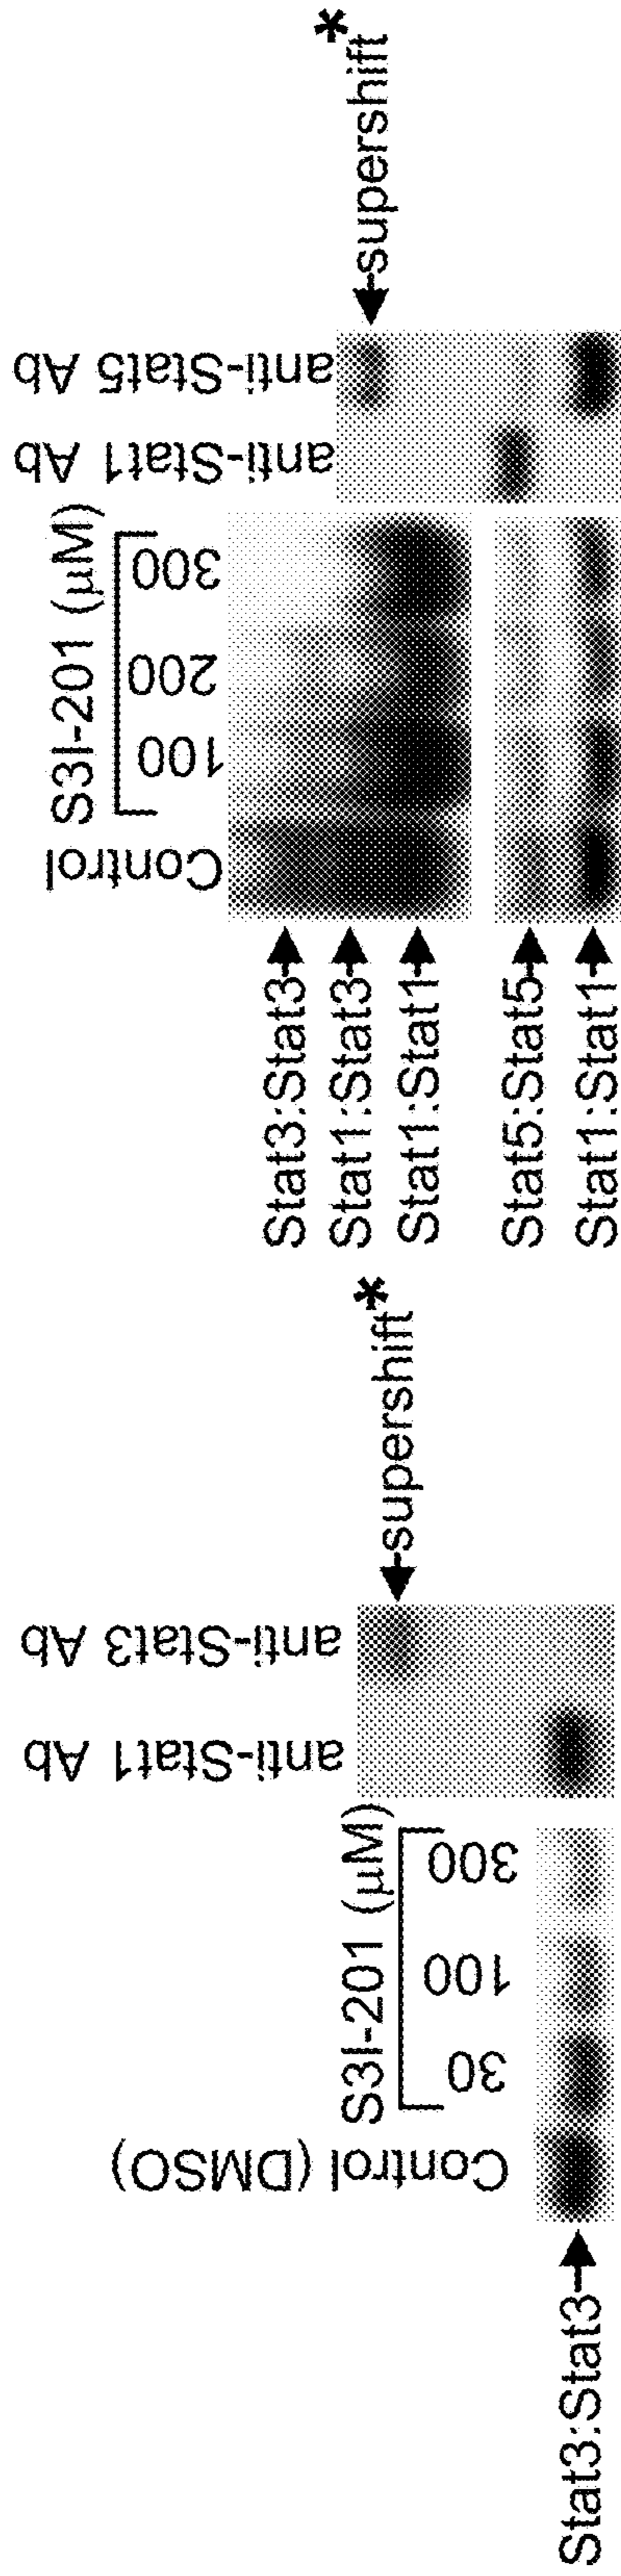 Control (DMSO)
S3I-201 (μM)
30 100 300
anti-Stat1 Ab
anti-Stat3 Ab
supershift*
Stat3:Stat3
Control
S3I-201 (μM)
100 200 300
anti-Stat1 Ab
anti-Stat5 Ab
supershift*
Stat3:Stat3
Stat1:Stat3
Stat1:Stat1
Stat5:Stat5
Stat1:Stat1